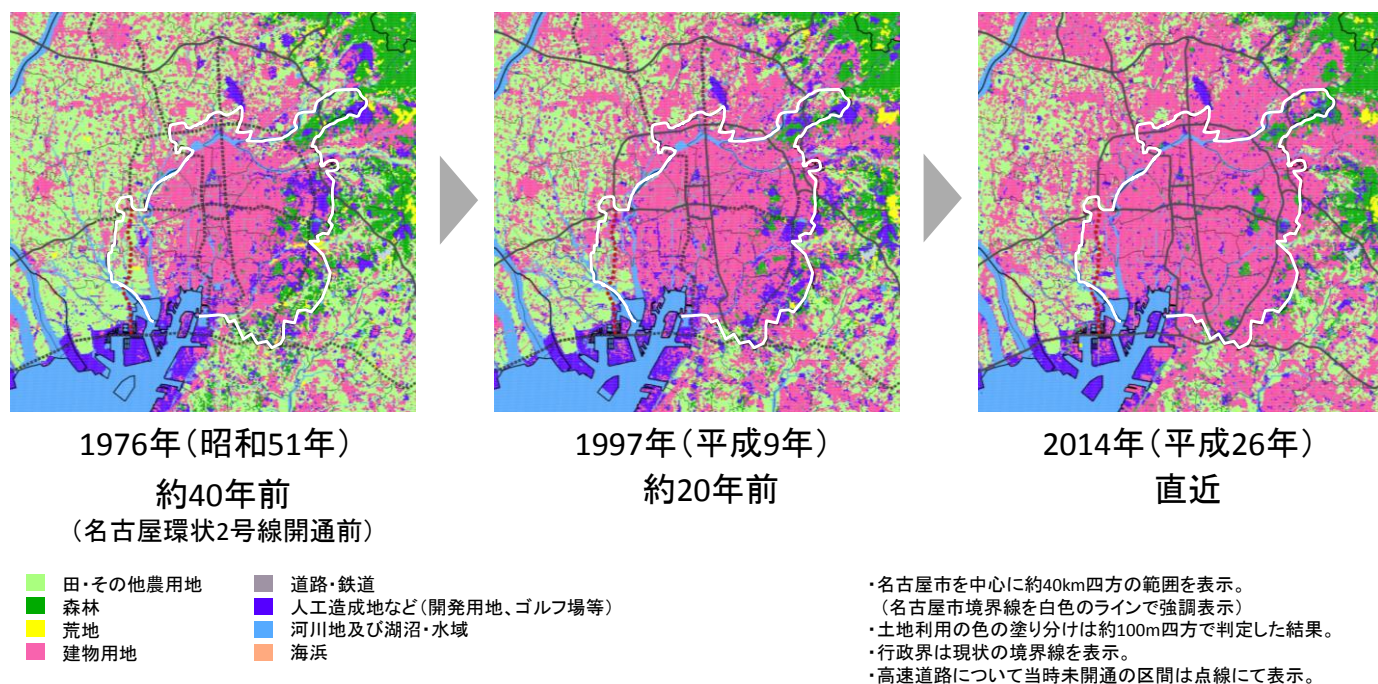 1976年(昭和51年)
約40年前
(名古屋環状2号線開通前)
1997年(平成9年)
約20年前
2014年(平成26年)
直近
田・その他農用地
森林
荒地
建物用地
道路・鉄道
人工造成地など(開発用地、ゴルフ場等)
河川地及び湖沼・水域
海浜
・名古屋市を中心に約40km四方の範囲を表示。
(名古屋市境界線を白色のラインで強調表示)
・土地利用の色の塗り分けは約100m四方で判定した結果。
・行政界は現状の境界線を表示。
・高速道路について当時未開通の区間は点線にて表示。